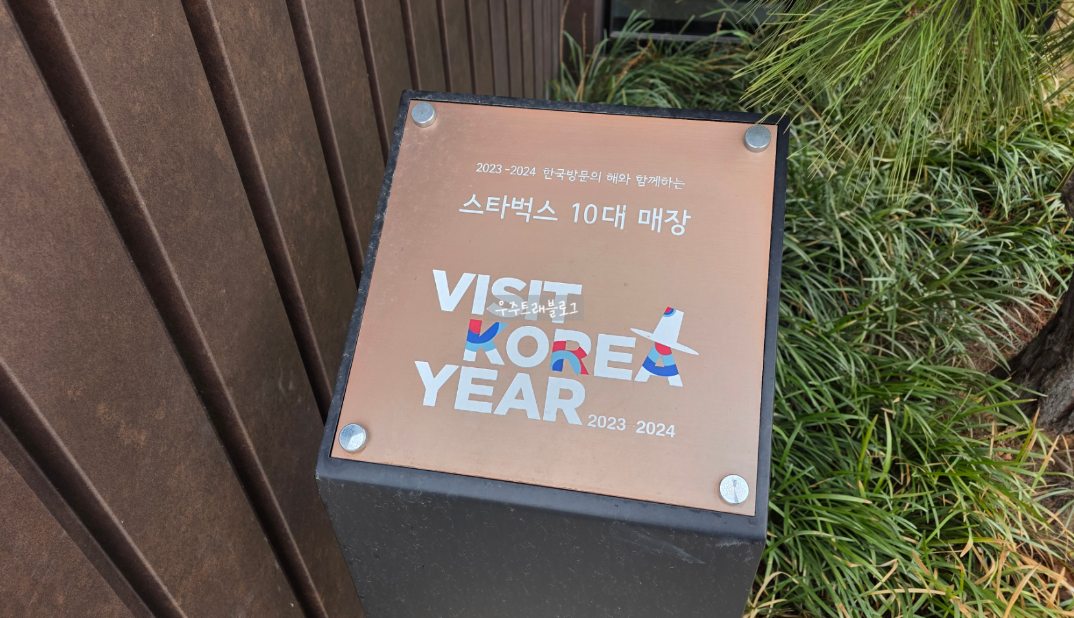 2023-2024 한국방문의 해와 함께하는
스타벅스 10대 매장
VISIT
우주트래블로그
KOREA
YEAR
2023 2024